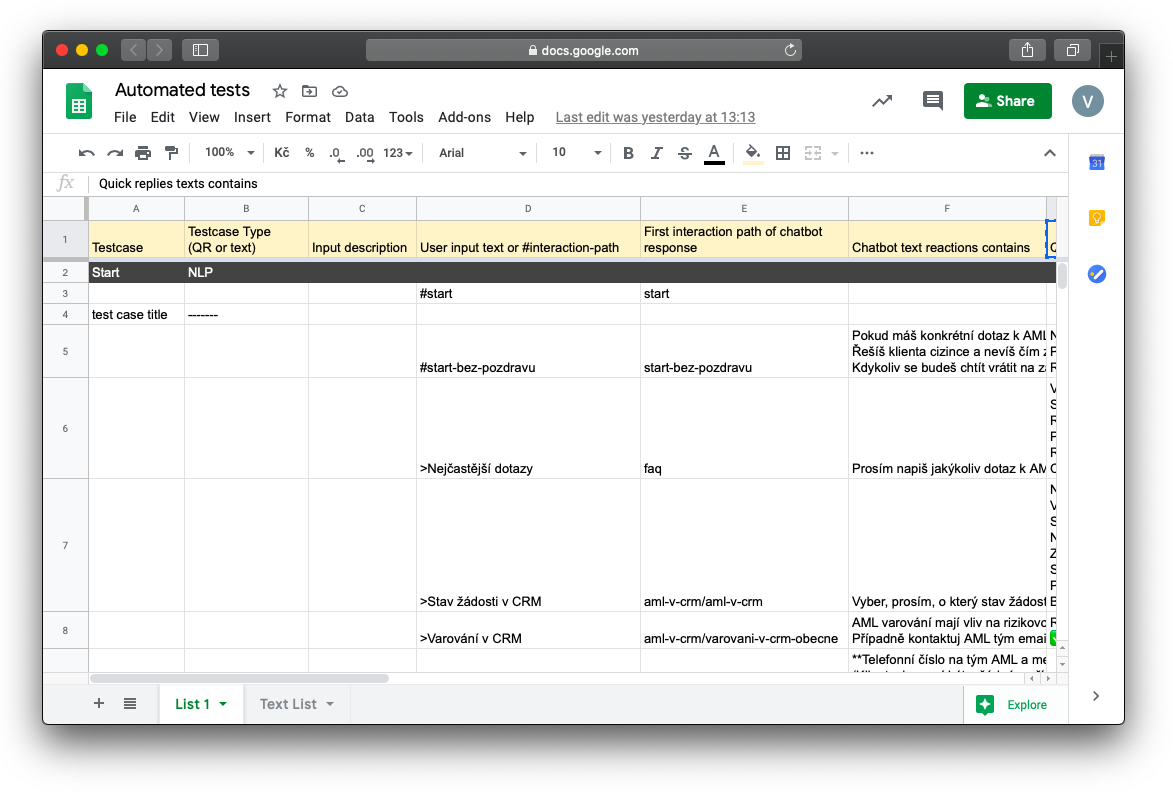 docs.google.com
Automated tests
File Edit View Insert Format Data Tools Add-ons Help Last edit was yesterday at 13:13
Share
V
100% Kč % .0 .00 123 Arial 10 B I S A
31
fx Quick replies texts contains
A B C D E F
1
Testcase
Testcase Type
(QR or text)
Input description
User input text or #interaction-path
First interaction path of chatbot
response
Chatbot text reactions contains
2 Start NLP
3 #start start
4 test case title -------
5
#start-bez-pozdravu
start-bez-pozdravu
Pokud máš konkrétní dotaz k AML
Řešíš klienta cizince a nevíš čím
Kdykoliv se budeš chtít vrátit na
6
>Nejčastější dotazy
faq
Prosím napiš jakýkoliv dotaz k
7
>Stav žádosti v CRM
aml-v-crm/aml-v-crm
Vyber, prosím, o který stav
8
>Varování v CRM
aml-v-crm/varovani-v-crm-obecne
AML varování mají vliv na
Případně kontaktuj AML tým
**Telefonní číslo na tým AML a
List 1 Text List
Explore